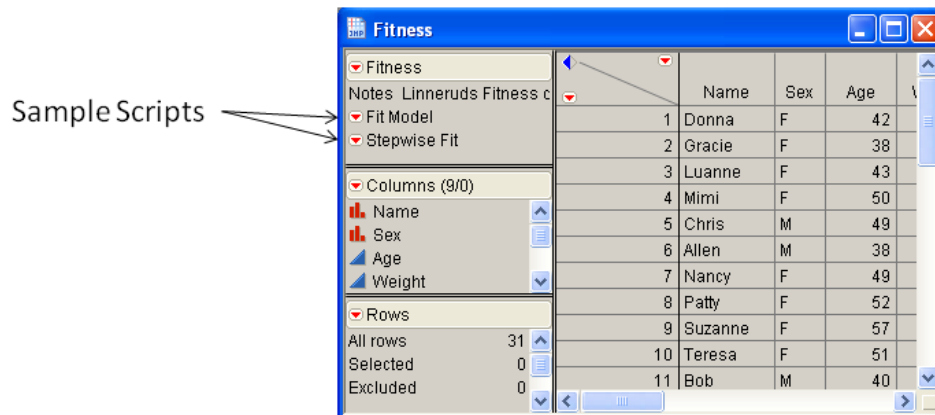 Fitness
Sample Scripts
Fitness
Notes Linneruds Fitness c
Fit Model
Stepwise Fit
Columns (9/0)
Name
Sex
Age
Weight
Rows
All rows 31
Selected 0
Excluded 0
Name Sex Age
1 Donna F 42
2 Gracie F 38
3 Luanne F 43
4 Mimi F 50
5 Chris M 49
6 Allen M 38
7 Nancy F 49
8 Patty F 52
9 Suzanne F 57
10 Teresa F 51
11 Bob M 40